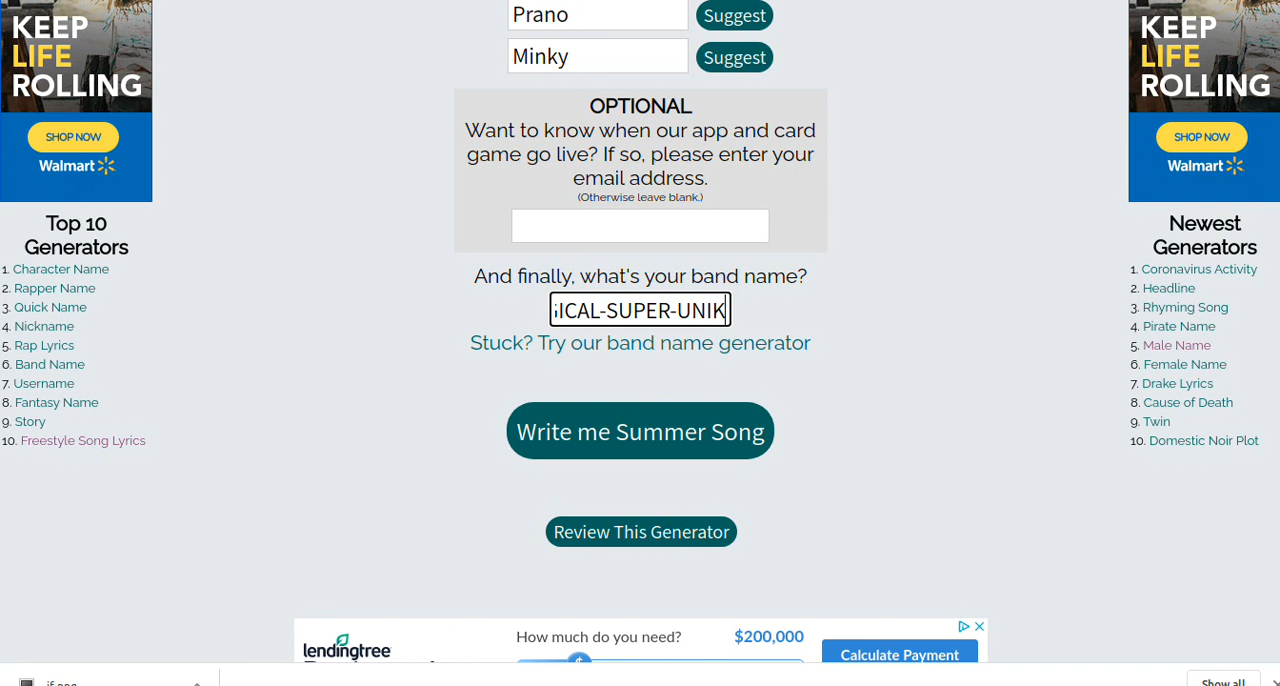 KEEP
LIFE
ROLLING
SHOP NOW
Walmart
Top 10
Generators
1. Character Name
2. Rapper Name
3. Quick Name
4. Nickname
5. Rap Lyrics
6. Band Name
7. Username
8. Fantasy Name
9. Story
10. Freestyle Song Lyrics
Prano
Suggest
Minky
Suggest
OPTIONAL
Want to know when our app and card
game go live? If so, please enter your
email address.
(Otherwise leave blank.)
And finally, what's your band name?
ICAL-SUPER-UNIK
Stuck? Try our band name generator
Write me Summer Song
Review This Generator
lendingtree
How much do you need?
$200,000
Calculate Payment
KEEP
LIFE
ROLLING
SHOP NOW
Walmart
Newest
Generators
1. Coronavirus Activity
2. Headline
3. Rhyming Song
4. Pirate Name
5. Male Name
6. Female Name
7. Drake Lyrics
8. Cause of Death
9. Twin
10. Domestic Noir Plot
Show all